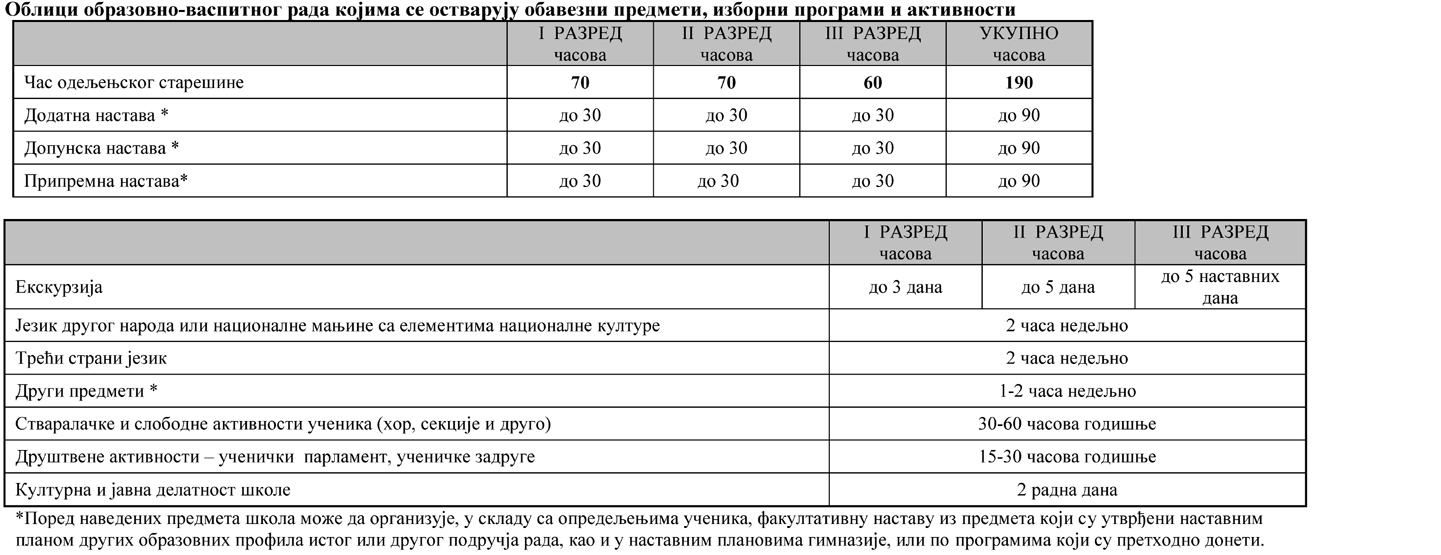 Облици образовно-васпитног рада којима се остварују обавезни предмети, изборни програми и активности
I РАЗРЕД часова II РАЗРЕД часова III РАЗРЕД часова УКУПНО часова
Час одељењског старешине 70 70 60 190
Додатна настава * до 30 до 30 до 30 до 90
Допунска настава * до 30 до 30 до 30 до 90
Припремна настава* до 30 до 30 до 30 до 90
I РАЗРЕД часова II РАЗРЕД часова III РАЗРЕД часова
Екскурзија до 3 дана до 5 дана до 5 наставних дана
Језик другог народа или националне мањине са елементима националне културе 2 часа недељно
Трећи страни језик 2 часа недељно
Други предмети * 1-2 часа недељно
Стваралачке и слободне активности ученика (хор, секције и друго) 30-60 часова годишње
Друштвене активности – ученички парламент, ученичке задруге 15-30 часова годишње
Културна и јавна делатност школе 2 радна дана
*Поред наведених предмета школа може да организује, у складу са опредељењима ученика, факултативну наставу из предмета који су утврђени наставним
планом других образовних профила истог или другог подручја рада, као и у наставним плановима гимназије, или по програмима који су претходно донети.